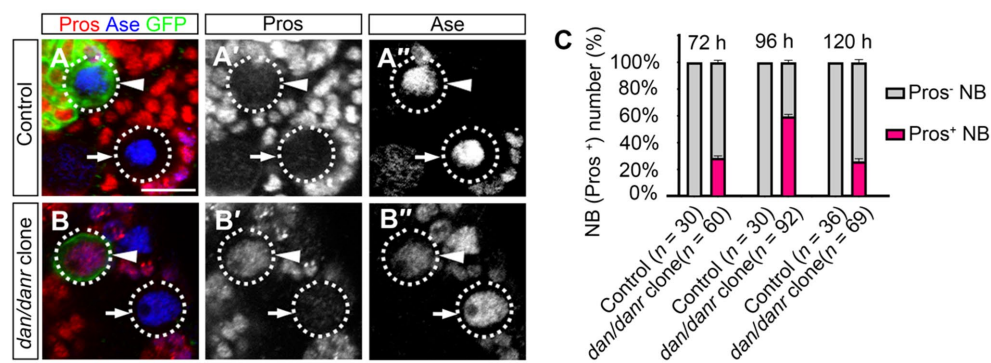 Pros Ase GFP
Pros
Ase
Control
A
A′
A″
dan/danr clone
B
B′
B″
C
72 h
96 h
120 h
NB (Pros +) number (%)
100%
80%
60%
40%
20%
0%
Pros- NB
Pros+ NB
Control (n = 30)
dan/danr clone(n = 60)
Control (n = 30)
dan/danr clone(n = 92)
Control (n = 36)
dan/danr clone(n = 69)